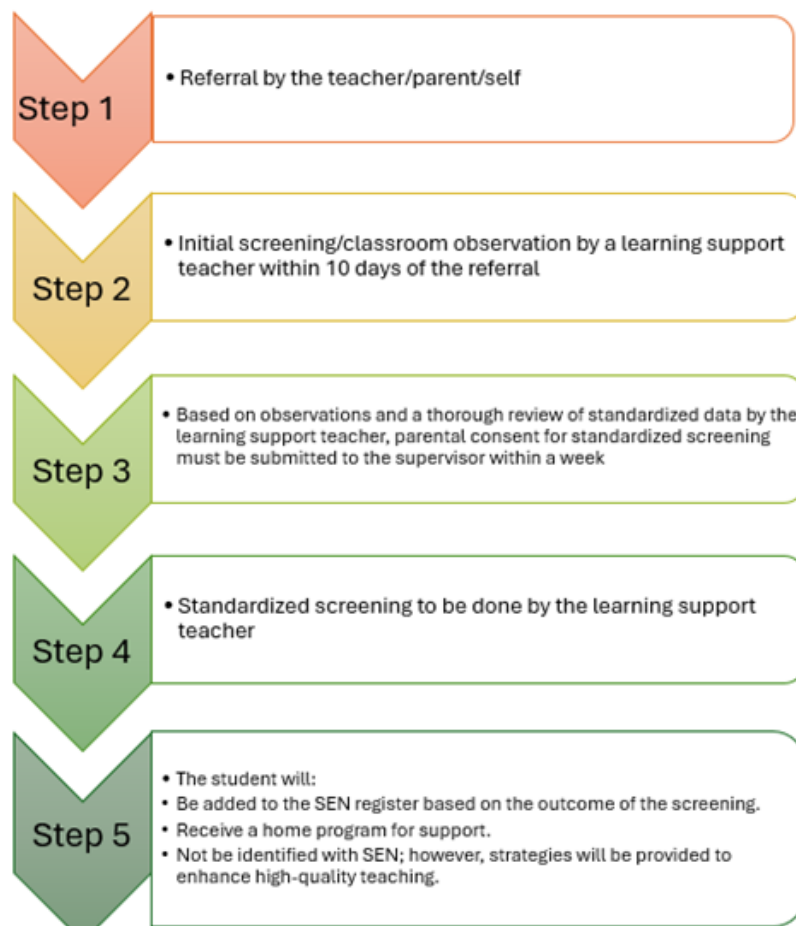 Step 1
• Referral by the teacher/parent/self
Step 2
• Initial screening/classroom observation by a learning support
teacher within 10 days of the referral
Step 3
• Based on observations and a thorough review of standardized data by the
learning support teacher, parental consent for standardized screening
must be submitted to the supervisor within a week
Step 4
• Standardized screening to be done by the learning support
teacher
Step 5
• The student will:
• Be added to the SEN register based on the outcome of the screening.
• Receive a home program for support.
• Not be identified with SEN; however, strategies will be provided to
enhance high-quality teaching.